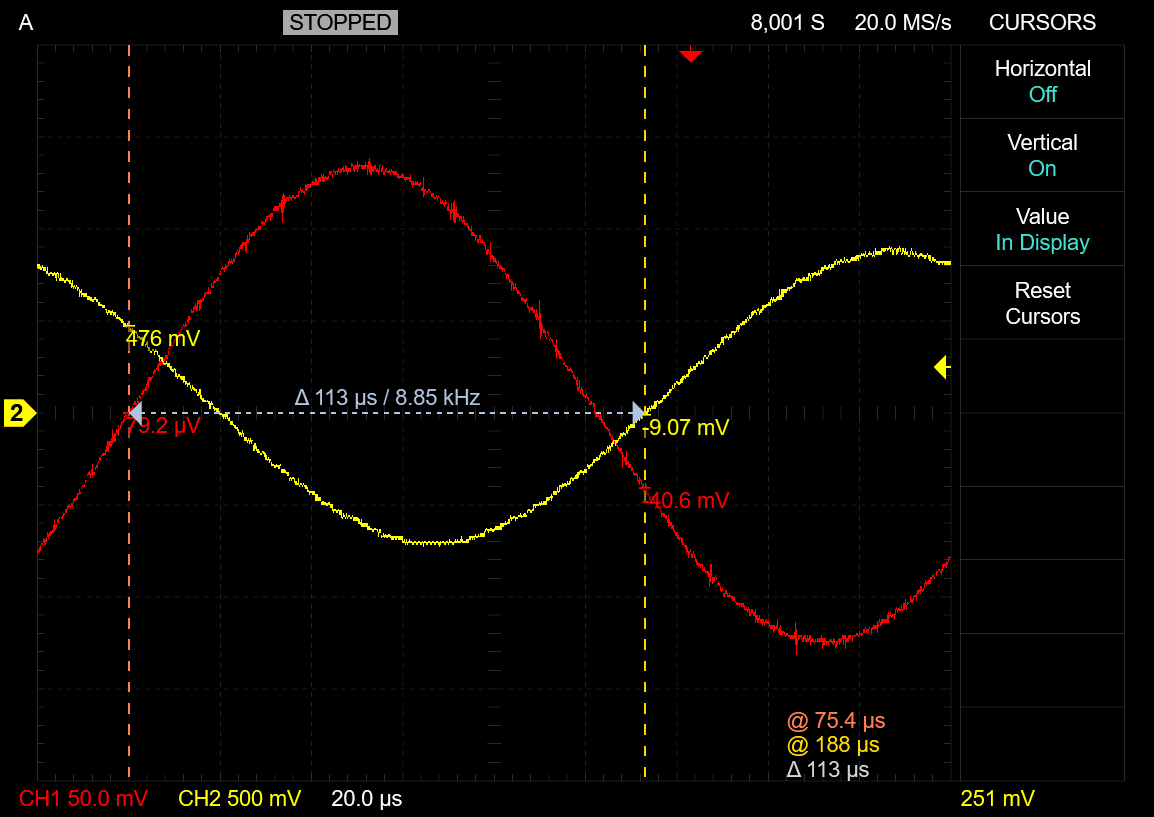 A STOPPED 8,001 S 20.0 MS/s CURSORS
Horizontal
Off
Vertical
On
Value
In Display
Reset
Cursors
476 mV
Δ 113 µs / 8.85 kHz
2
9.2 µV
-9.07 mV
-40.6 mV
@ 75.4 µs
@ 188 µs
Δ 113 µs
CH1 50.0 mV CH2 500 mV 20.0 µs 251 mV